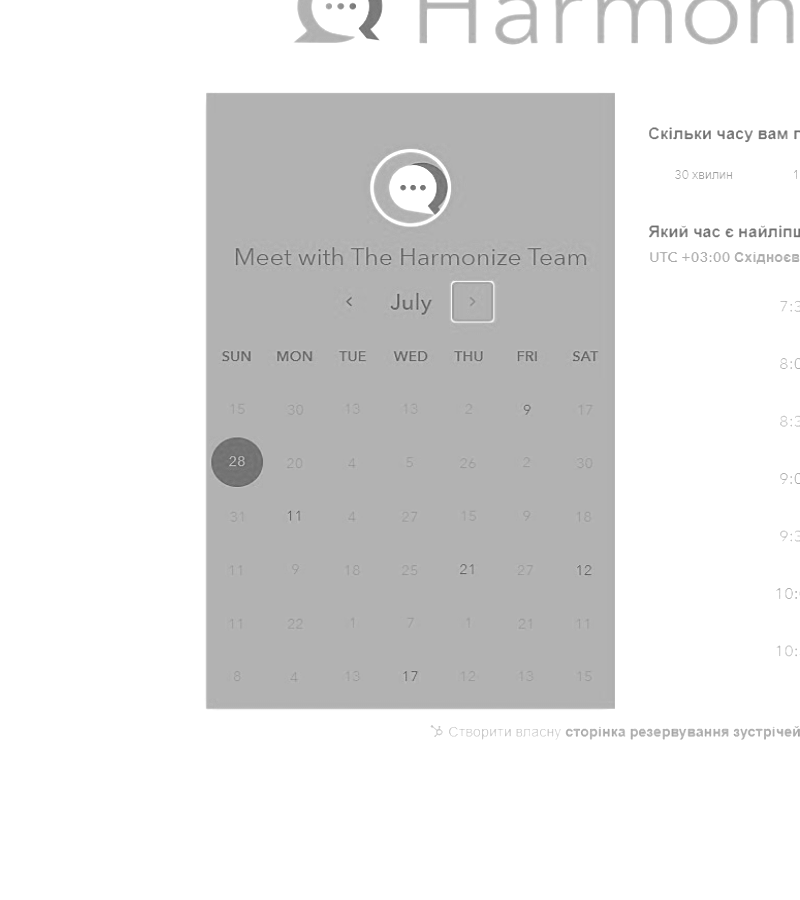 Harmon
Meet with The Harmonize Team
July
SUN MON TUE WED THU FRI SAT
15 30 13 13 2 9 17
28 20 4 5 26 2 30
31 11 4 27 15 9 18
11 9 18 25 21 27 12
11 22 1 7 1 21 11
8 4 13 17 12 13 15
Скільки часу вам п
30 хвилин 1
Який час є найліпш
UTC +03:00 Східноєв
7:3
8:0
8:3
9:0
9:3
10:
10:
Створити власну сторінка резервування зустрічей